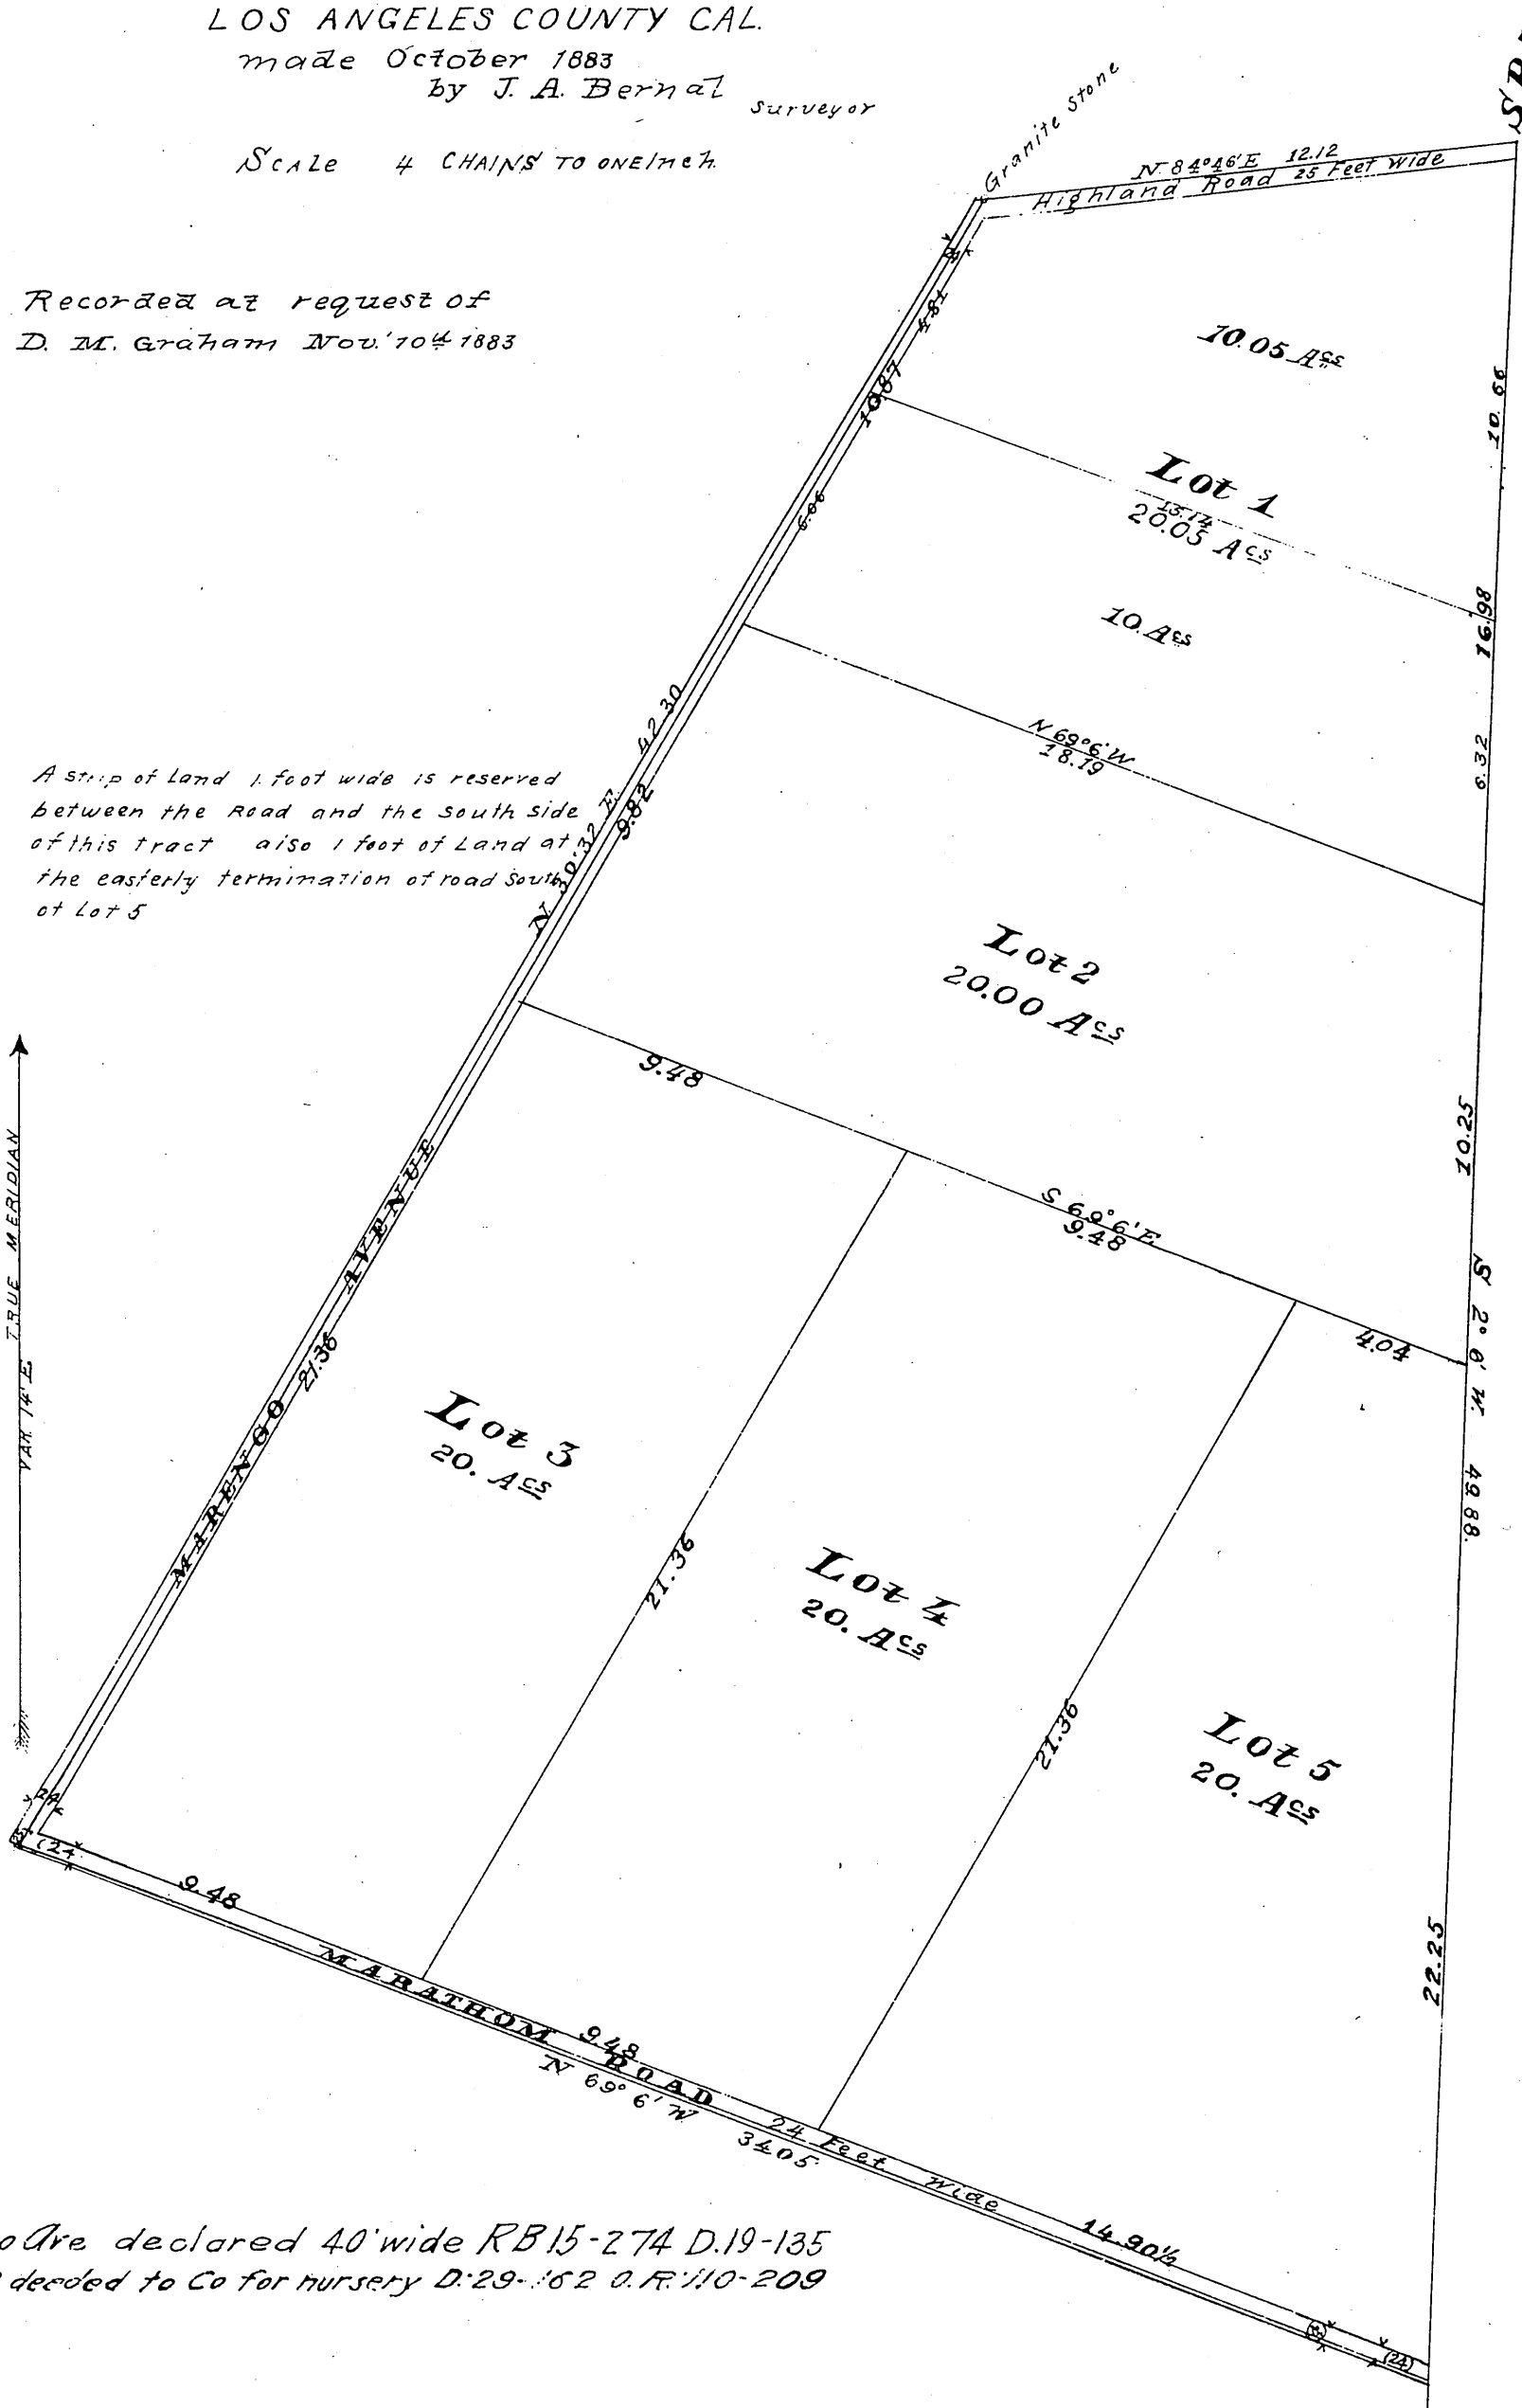 LOS ANGELES COUNTY CAL.
made October 1883
by J. A. Bernal
Surveyor
Scale 4 CHAINS TO ONE Inch
Granite Stone
N. 84°46'E 12.12
Highland Road 25 Feet Wide
Recorded at request of
D. M. Graham Nov. 10th 1883
4.81
10.87
10.05 Acs
10.66
Lot 1
13.14
20.05 Acs
6.06
10. Acs
16.98
6.32
N 69°6'W
18.19
N. 30°32' E. 42.30
9.82
A strip of Land 1 foot wide is reserved
between the Road and the South side
of this tract also 1 foot of Land at
the easterly termination of road South
of Lot 5
Lot 2
20.00 Acs
10.25
9.48
S 69°6'E
9.48
4.04
S 2° 6' W. 49.88.
TRUE MERIDIAN
VAR. 14° E.
MARENGO AVENUE
21.36
Lot 3
20. Acs
21.36
Lot 4
20. Acs
21.36
Lot 5
20. Acs
22.25
24
(25)
(24
9.48
MARATHOM ROAD 24 Feet Wide
9.48
N 69° 6' W 34.05
14.90½
(24)
o Ave declared 40' wide RB 15-274 D.19-135
deeded to Co for nursery D:29-162 O.R. 110-209